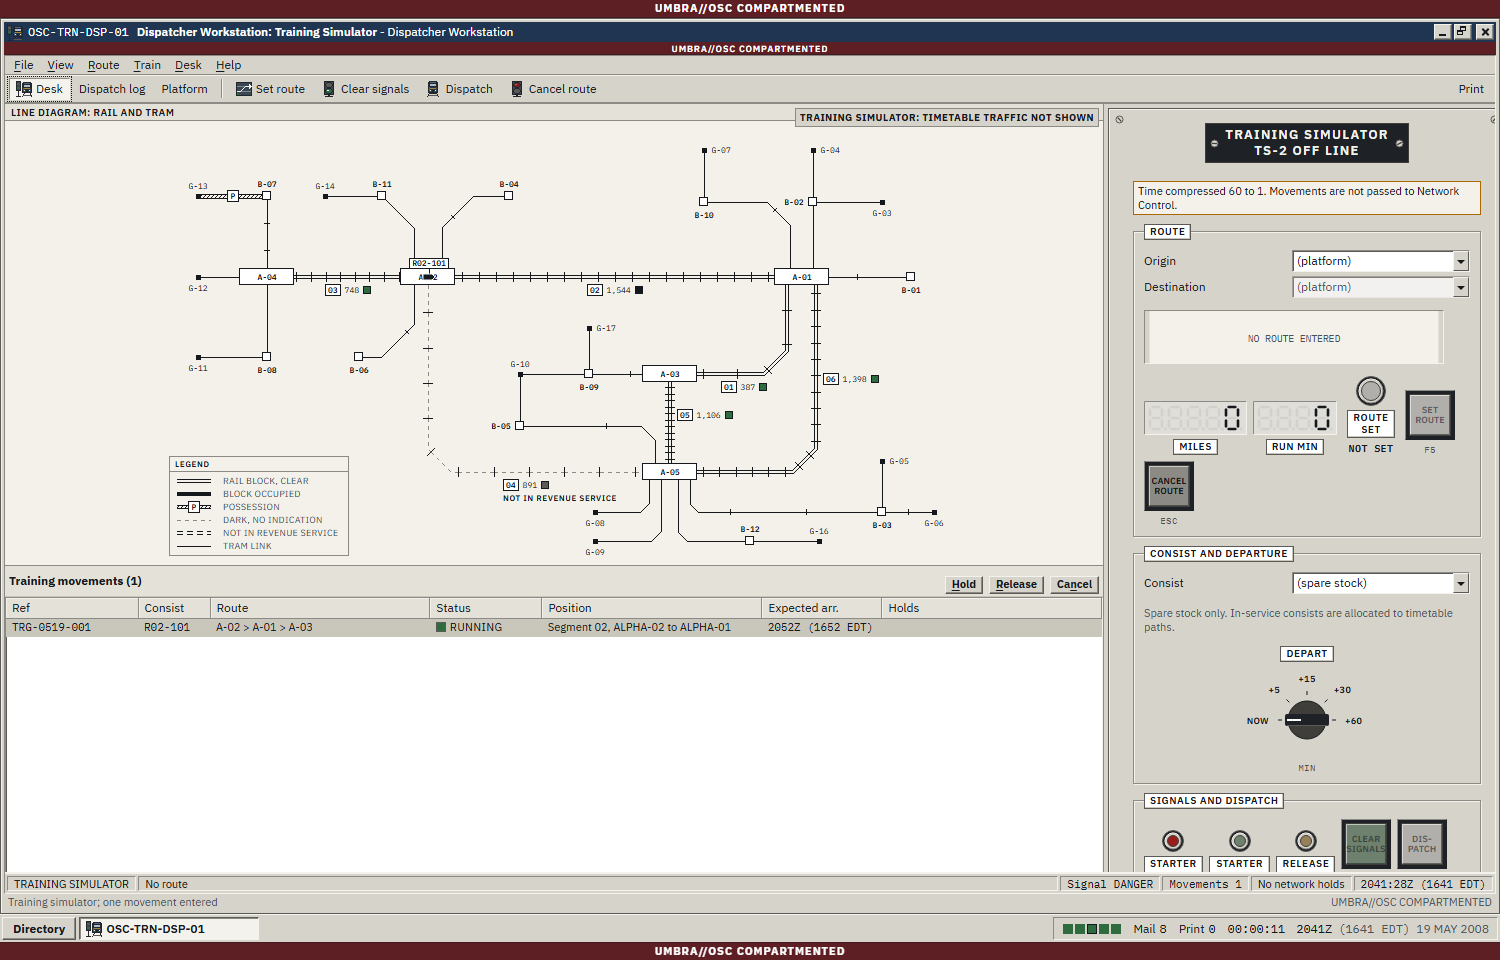 UMBRA//OSC COMPARTMENTED
OSC-TRN-DSP-01 Dispatcher Workstation: Training Simulator - Dispatcher Workstation
UMBRA//OSC COMPARTMENTED
File View Route Train Desk Help
Desk Dispatch log Platform Set route Clear signals Dispatch Cancel route Print
LINE DIAGRAM: RAIL AND TRAM
TRAINING SIMULATOR: TIMETABLE TRAFFIC NOT SHOWN
G-07 G-04
G-13 P B-07 G-14 B-11 B-04
B-10 B-02 G-03
R02-101
A-04 A-01
G-12 03 748 02 1,544 B-01
G-17
G-11 B-08 B-06 G-10 B-09 A-03 01 387 06 1,398
B-05 05 1,106
A-05 G-05
04 891
NOT IN REVENUE SERVICE
G-08 B-12 G-16 B-03 G-06
G-09
LEGEND
RAIL BLOCK, CLEAR
BLOCK OCCUPIED
P POSSESSION
DARK, NO INDICATION
NOT IN REVENUE SERVICE
TRAM LINK
Training movements (1) Hold Release Cancel
Ref Consist Route Status Position Expected arr. Holds
TRG-0519-001 R02-101 A-02 > A-01 > A-03 RUNNING Segment 02, ALPHA-02 to ALPHA-01 2052Z (1652 EDT)
TRAINING SIMULATOR
TS-2 OFF LINE
Time compressed 60 to 1. Movements are not passed to Network
Control.
ROUTE
Origin (platform)
Destination (platform)
NO ROUTE ENTERED
0 0
MILES RUN MIN
ROUTE
SET
NOT SET
SET
ROUTE
F5
CANCEL
ROUTE
ESC
CONSIST AND DEPARTURE
Consist (spare stock)
Spare stock only. In-service consists are allocated to timetable
paths.
DEPART
+15
+5 +30
NOW +60
MIN
SIGNALS AND DISPATCH
STARTER STARTER RELEASE
CLEAR
SIGNALS
DIS-
PATCH
TRAINING SIMULATOR No route Signal DANGER Movements 1 No network holds 2041:28Z (1641 EDT)
Training simulator; one movement entered UMBRA//OSC COMPARTMENTED
Directory OSC-TRN-DSP-01 Mail 8 Print 0 00:00:11 2041Z (1641 EDT) 19 MAY 2008
UMBRA//OSC COMPARTMENTED